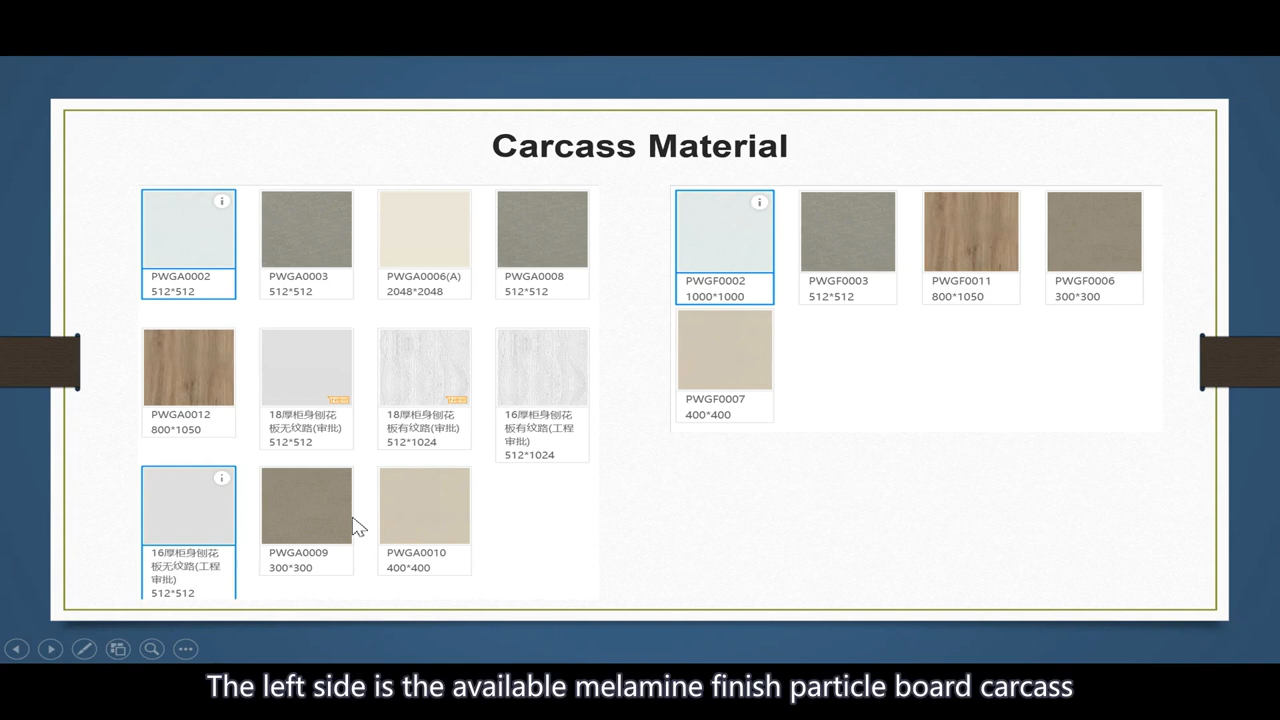 Carcass Material
PWGA0002
512*512
PWGA0003
512*512
PWGA0006(A)
2048*2048
PWGA0008
512*512
PWGA0012
800*1050
18厚柜身刨花
板无纹路(审批)
512*512
18厚柜身刨花
板有纹路(审批)
512*1024
16厚柜身刨花
板有纹路(工程
审批)
512*1024
16厚柜身刨花
板无纹路(工程
审批)
512*512
PWGA0009
300*300
PWGA0010
400*400
PWGF0002
1000*1000
PWGF0003
512*512
PWGF0011
800*1050
PWGF0006
300*300
PWGF0007
400*400
The left side is the available melamine finish particle board carcass